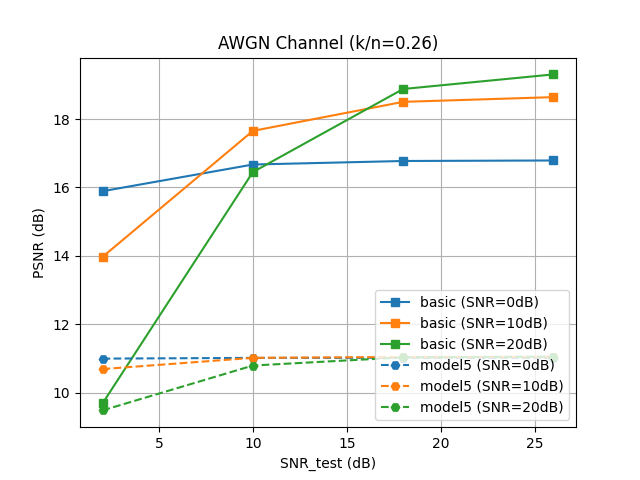 AWGN Channel (k/n=0.26)
PSNR (dB)
18
16
14
12
10
basic (SNR=0dB)
basic (SNR=10dB)
basic (SNR=20dB)
model5 (SNR=0dB)
model5 (SNR=10dB)
model5 (SNR=20dB)
5
10
15
20
25
SNR_test (dB)